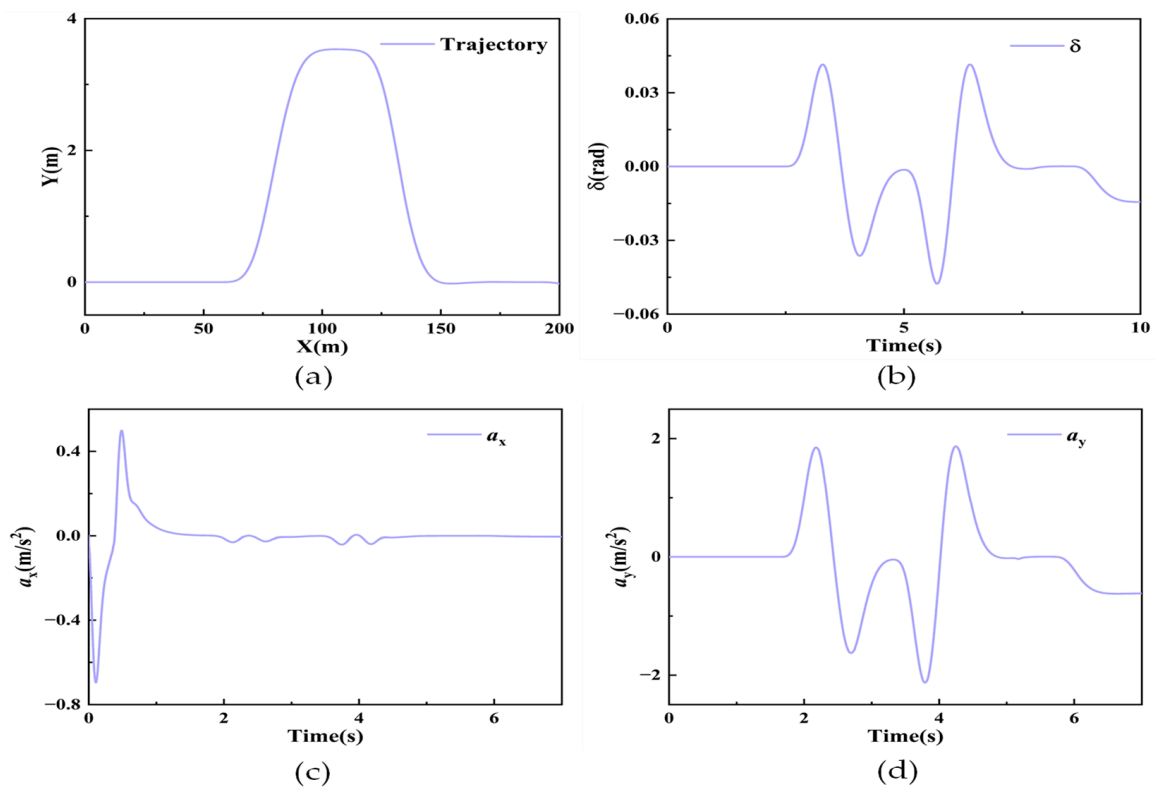 4
2
0
Y(m)
Trajectory
0 50 100 150 200
X(m)
(a)
0.06
0.03
0.00
−0.03
−0.06
δ(rad)
δ
0 5 10
Time(s)
(b)
0.4
0.0
−0.4
−0.8
ax(m/s²)
ax
0 2 4 6
Time(s)
(c)
2
0
−2
ay(m/s²)
ay
0 2 4 6
Time(s)
(d)